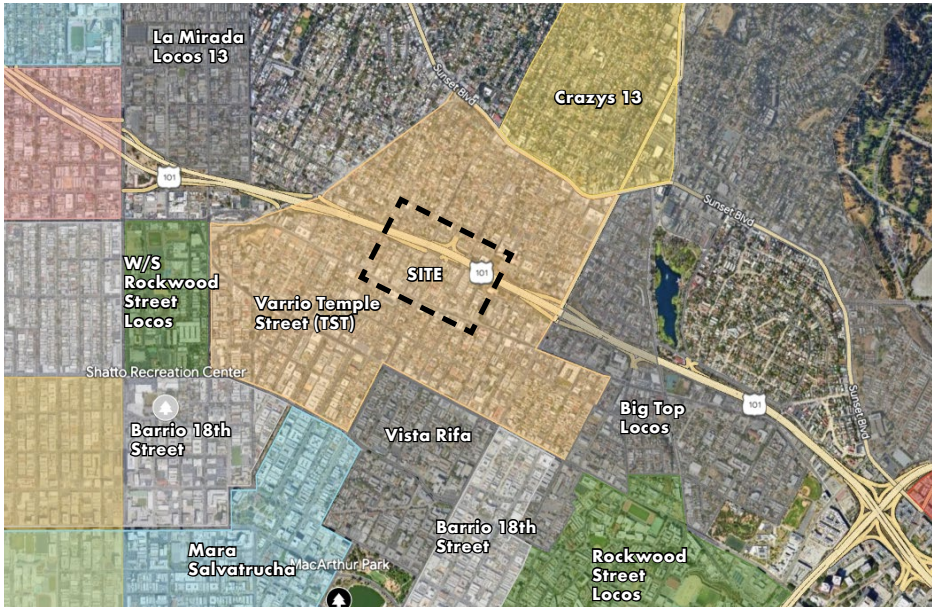 La Mirada
Locos 13
Sunset Blvd
Crazys 13
101
Sunset Blvd
W/S
Rockwood
Street
Locos
SITE
101
Varrio Temple
Street (TST)
Shatto Recreation Center
Barrio 18th
Street
Vista Rifa
Big Top
Locos
101
Sunset Blvd
Barrio 18th
Street
Mara
Salvatrucha
MacArthur Park
Rockwood
Street
Locos